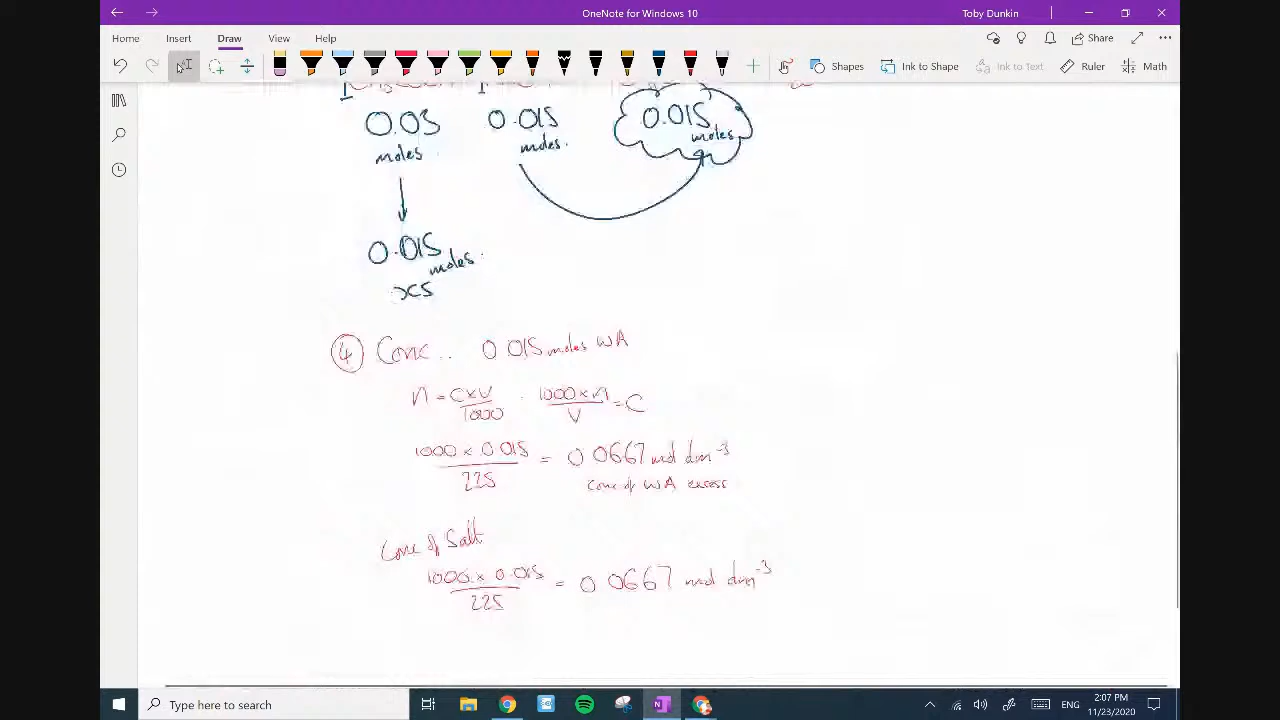 OneNote for Windows 10
Toby Dunkin
Home Insert Draw View Help
Share
Shapes Ink to Shape Ink to Text Ruler Math
0.03 0.015 0.015
moles moles. moles
0.015
moles
xs
4 Conc.. 0.015 moles WA
n = c×v/1000 . 1000×n/v = c
1000 × 0.015 / 225 = 0.0667 mol dm-3
conc of WA excess
Conc of Salt
1000 × 0.015 / 225 = 0.0667 mol dm-3
Type here to search
ENG
2:07 PM
11/23/2020